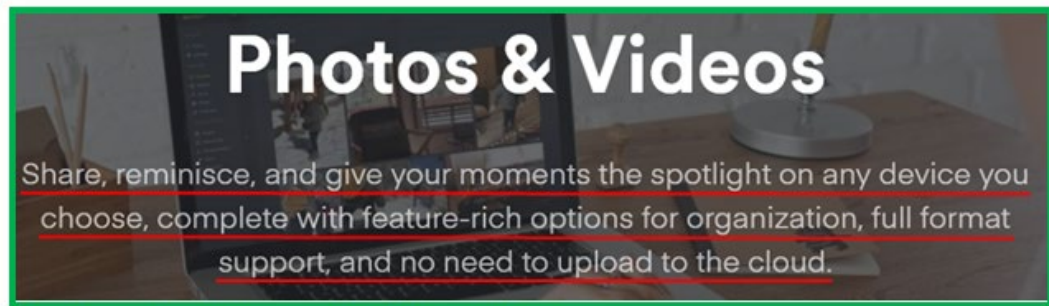 Photos & Videos
Share, reminisce, and give your moments the spotlight on any device you
choose, complete with feature-rich options for organization, full format
support, and no need to upload to the cloud.